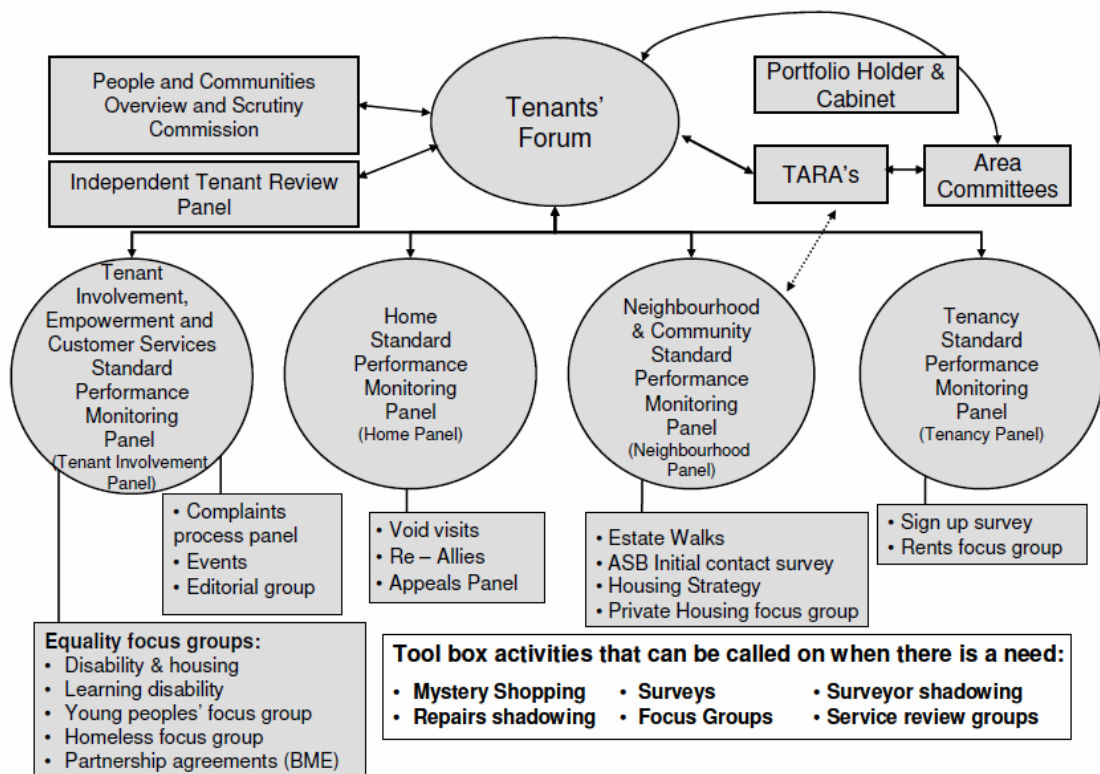 People and Communities
Overview and Scrutiny
Commission
Tenants'
Forum
Portfolio Holder &
Cabinet
Independent Tenant Review
Panel
TARA's
Area
Committees
Tenant
Involvement,
Empowerment and
Customer Services
Standard
Performance
Monitoring
Panel
(Tenant Involvement
Panel)
Home
Standard
Performance
Monitoring
Panel
(Home Panel)
Neighbourhood
& Community
Standard
Performance
Monitoring
Panel
(Neighbourhood
Panel)
Tenancy
Standard
Performance
Monitoring
Panel
(Tenancy Panel)
• Complaints
process panel
• Events
• Editorial group
• Void visits
• Re – Allies
• Appeals Panel
• Estate Walks
• ASB Initial contact survey
• Housing Strategy
• Private Housing focus group
• Sign up survey
• Rents focus group
Equality focus groups:
• Disability & housing
• Learning disability
• Young peoples' focus group
• Homeless focus group
• Partnership agreements (BME)
Tool box activities that can be called on when there is a need:
• Mystery Shopping • Surveys • Surveyor shadowing
• Repairs shadowing • Focus Groups • Service review groups